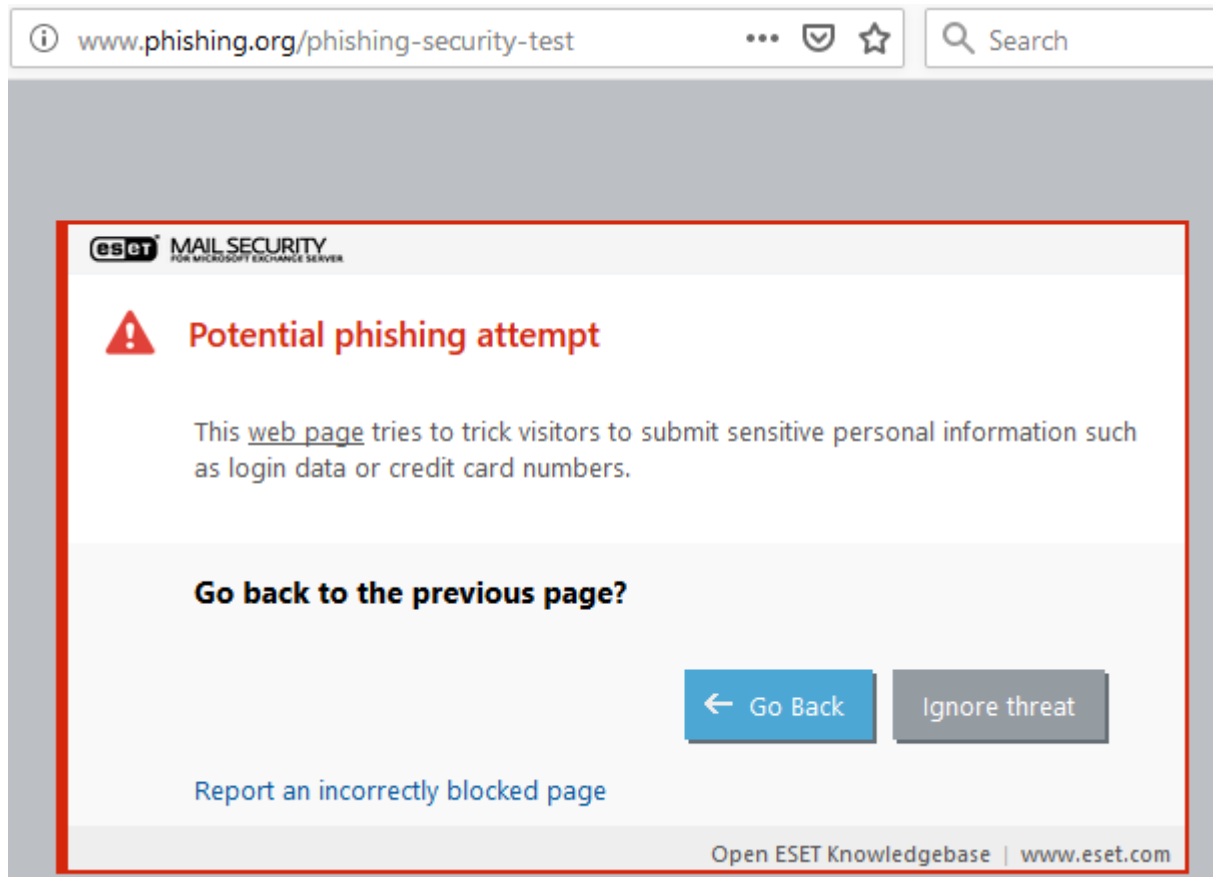 www.phishing.org/phishing-security-test
Search
eset MAIL SECURITY
FOR MICROSOFT EXCHANGE SERVER
Potential phishing attempt
This web page tries to trick visitors to submit sensitive personal information such
as login data or credit card numbers.
Go back to the previous page?
← Go Back
Ignore threat
Report an incorrectly blocked page
Open ESET Knowledgebase | www.eset.com